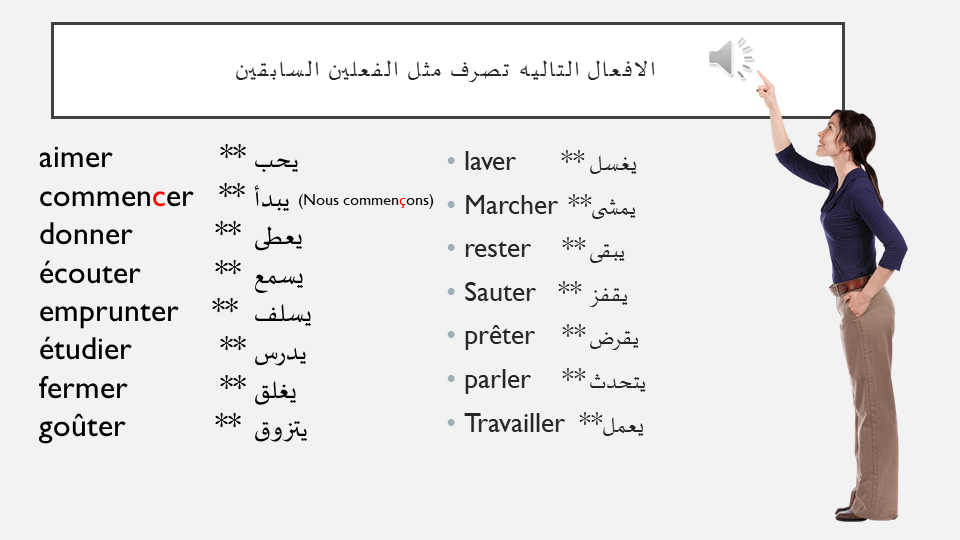 الافعال التاليه تصرف مثل الفعلين السابقين
aimer ** يحب
commencer ** يبدأ (Nous commençons)
donner ** يعطى
écouter ** يسمع
emprunter ** يسلف
étudier ** يدرس
fermer ** يغلق
goûter ** يتزوق
• laver ** يغسل
• Marcher ** يمشى
• rester ** يبقى
• Sauter ** يقفز
• prêter ** يقرض
• parler ** يتحدث
• Travailler ** يعمل